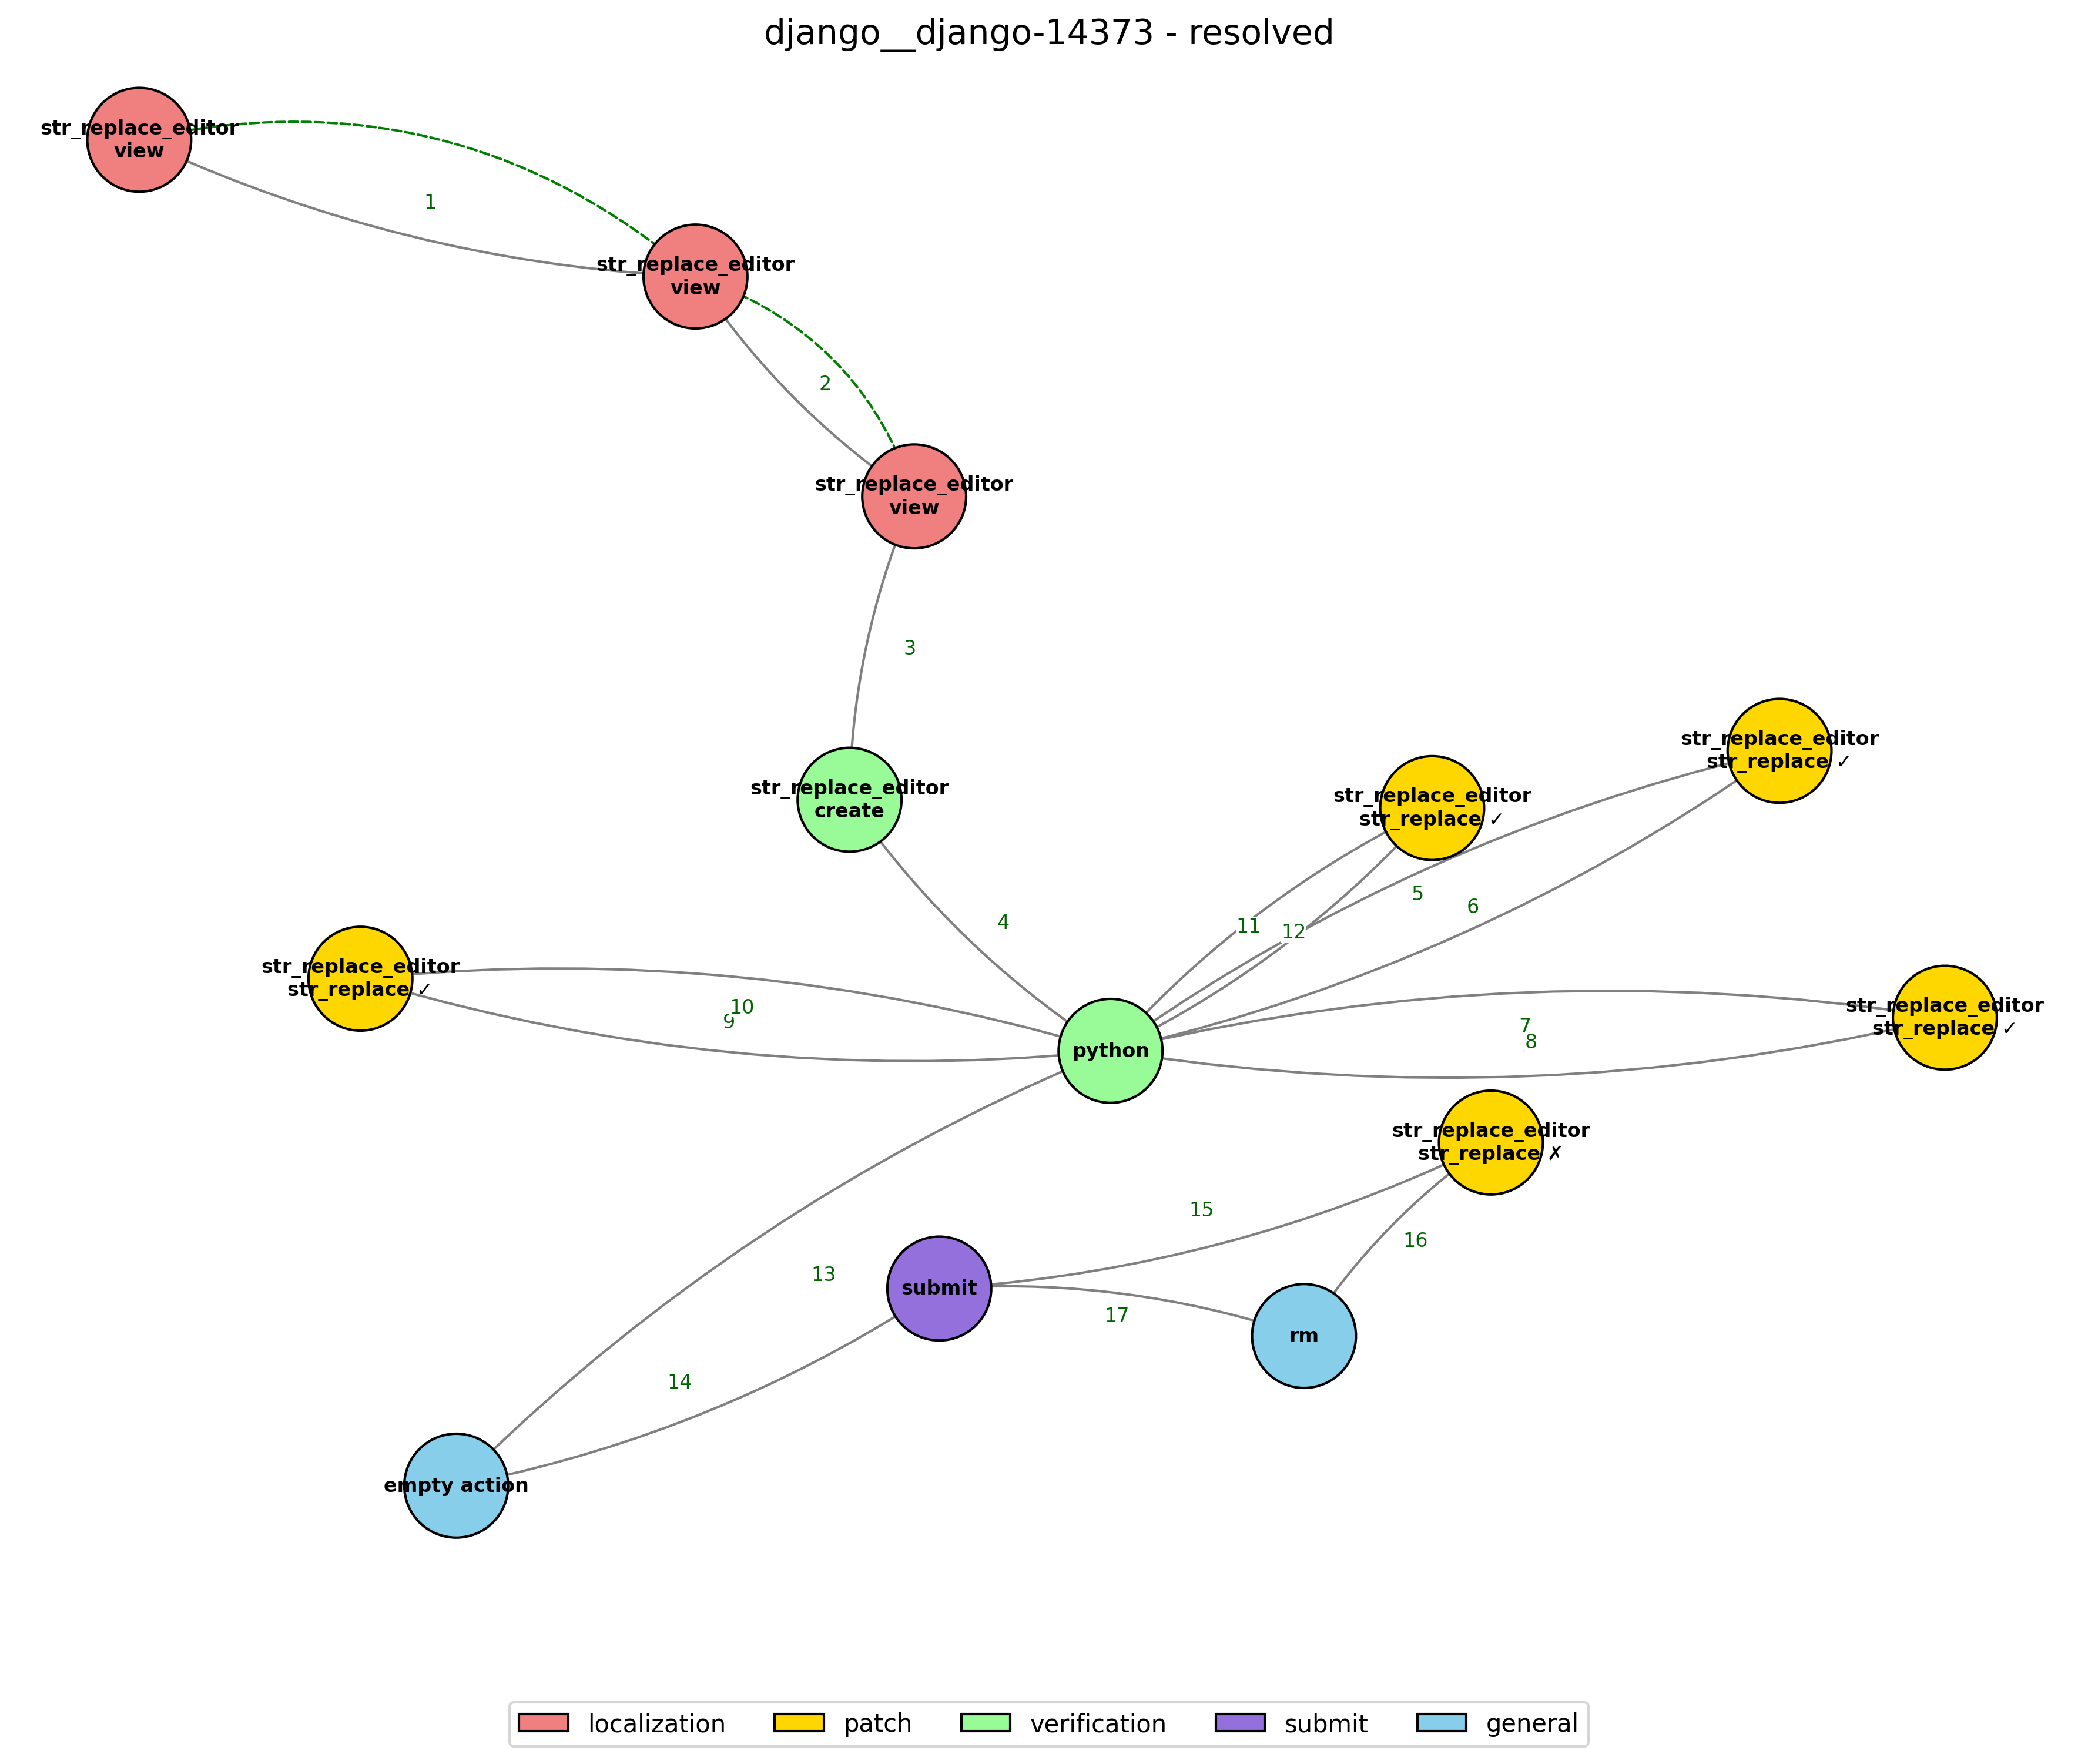 django__django-14373 - resolved
str_replace_editor
view
1
str_replace_editor
view
2
str_replace_editor
view
3
str_replace_editor
create
4
str_replace_editor
str_replace ✓
str_replace_editor
str_replace ✓
5
6
11
12
str_replace_editor
str_replace ✓
10
9
python
7
8
str_replace_editor
str_replace ✓
str_replace_editor
str_replace ✗
15
16
13
submit
17
rm
14
empty action
localization
patch
verification
submit
general